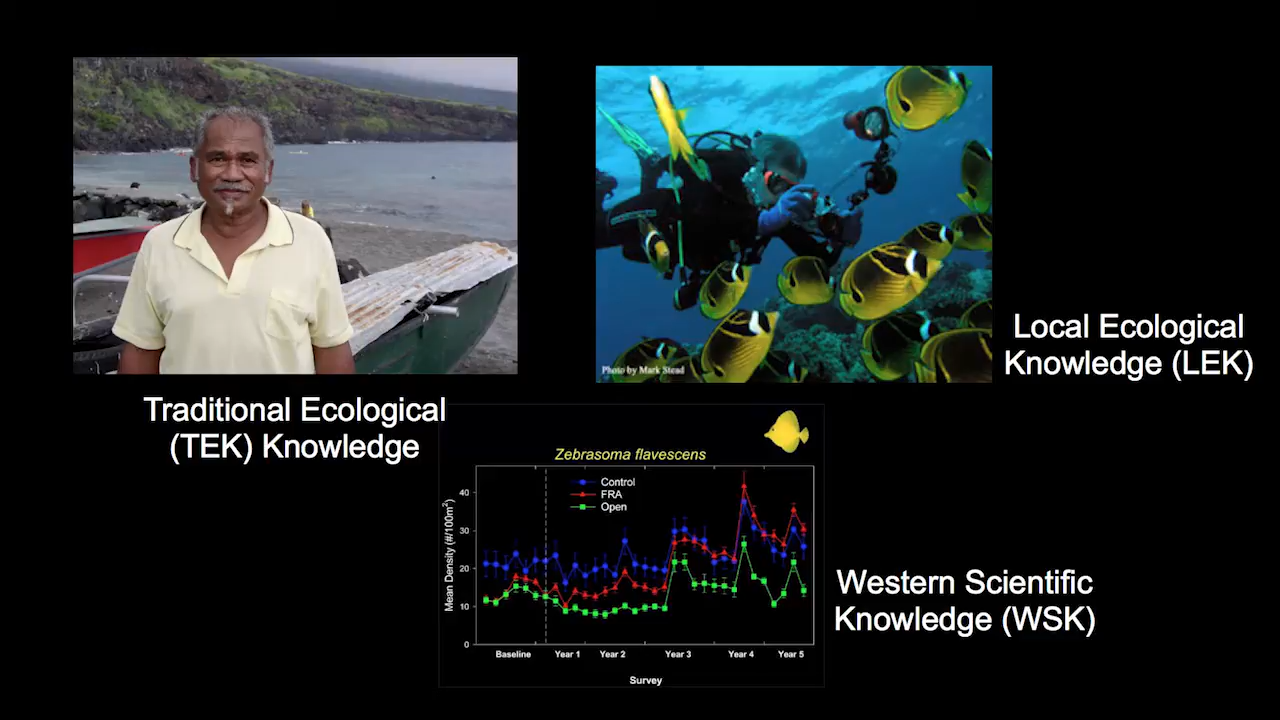 Photo by Mark Stead
Local Ecological
Knowledge (LEK)
Traditional Ecological
(TEK) Knowledge
Zebrasoma flavescens
Control
FRA
Open
Mean Density (#/100m²)
40
30
20
10
0
Baseline Year 1 Year 2 Year 3 Year 4 Year 5
Survey
Western Scientific
Knowledge (WSK)